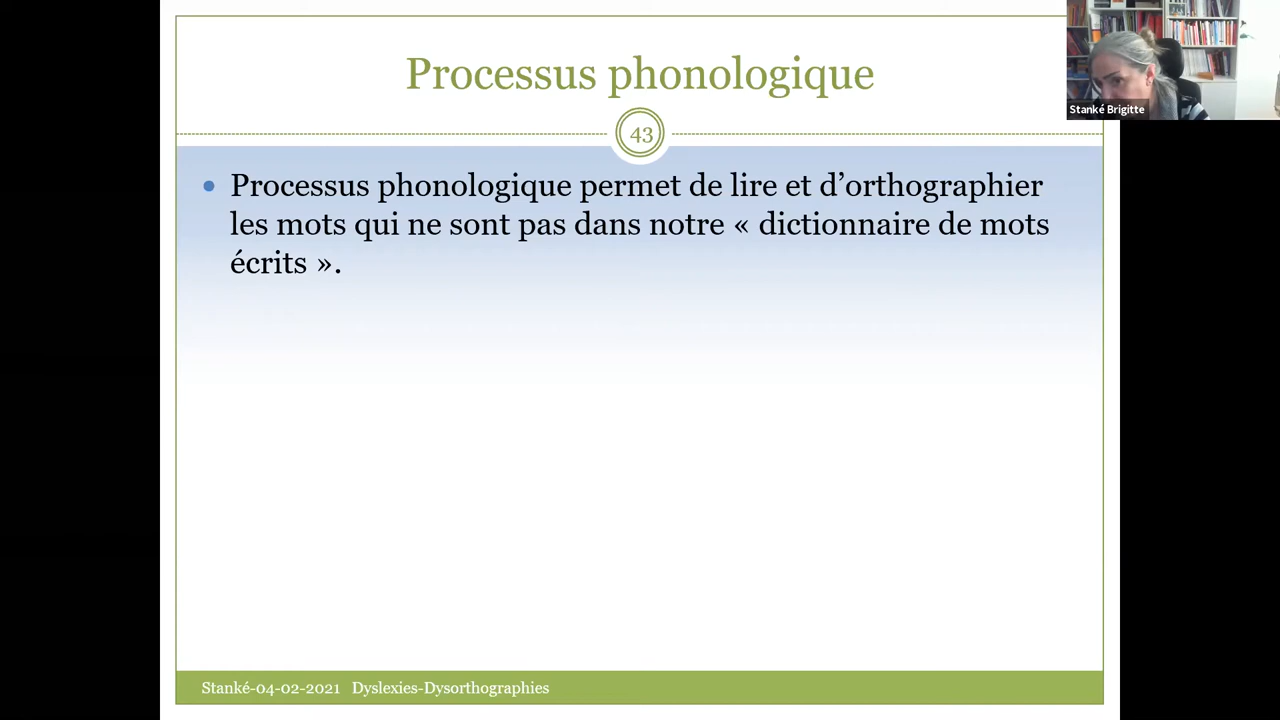 Processus phonologique
Stanké Brigitte
43
Processus phonologique permet de lire et d’orthographier
les mots qui ne sont pas dans notre « dictionnaire de mots
écrits ».
Stanké-04-02-2021 Dyslexies-Dysorthographies